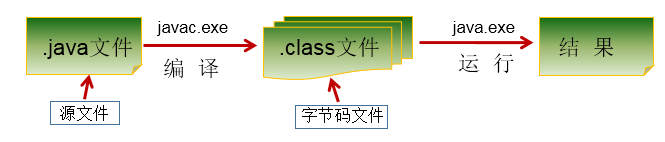 javac.exe
java.exe
.java文件
.class文件
结 果
编 译
运 行
源文件
字节码文件